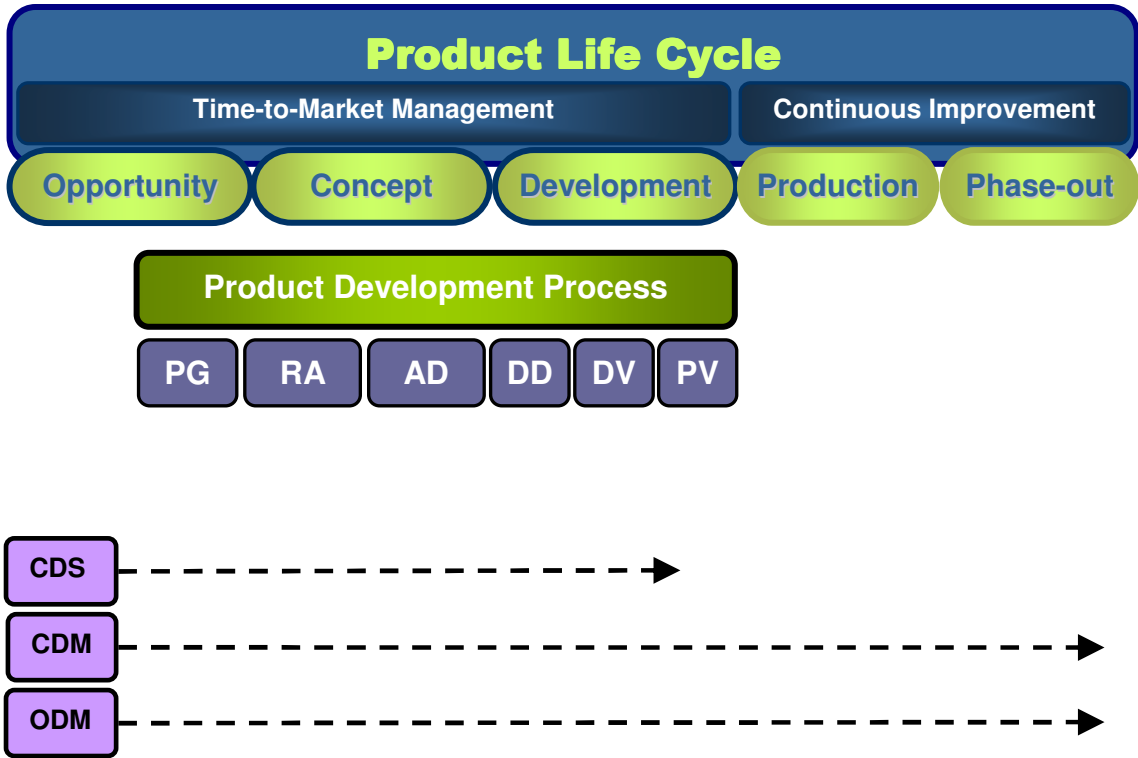 Product Life Cycle
Time-to-Market Management
Continuous Improvement
Opportunity
Concept
Development
Production
Phase-out
Product Development Process
PG
RA
AD
DD
DV
PV
CDS
CDM
ODM